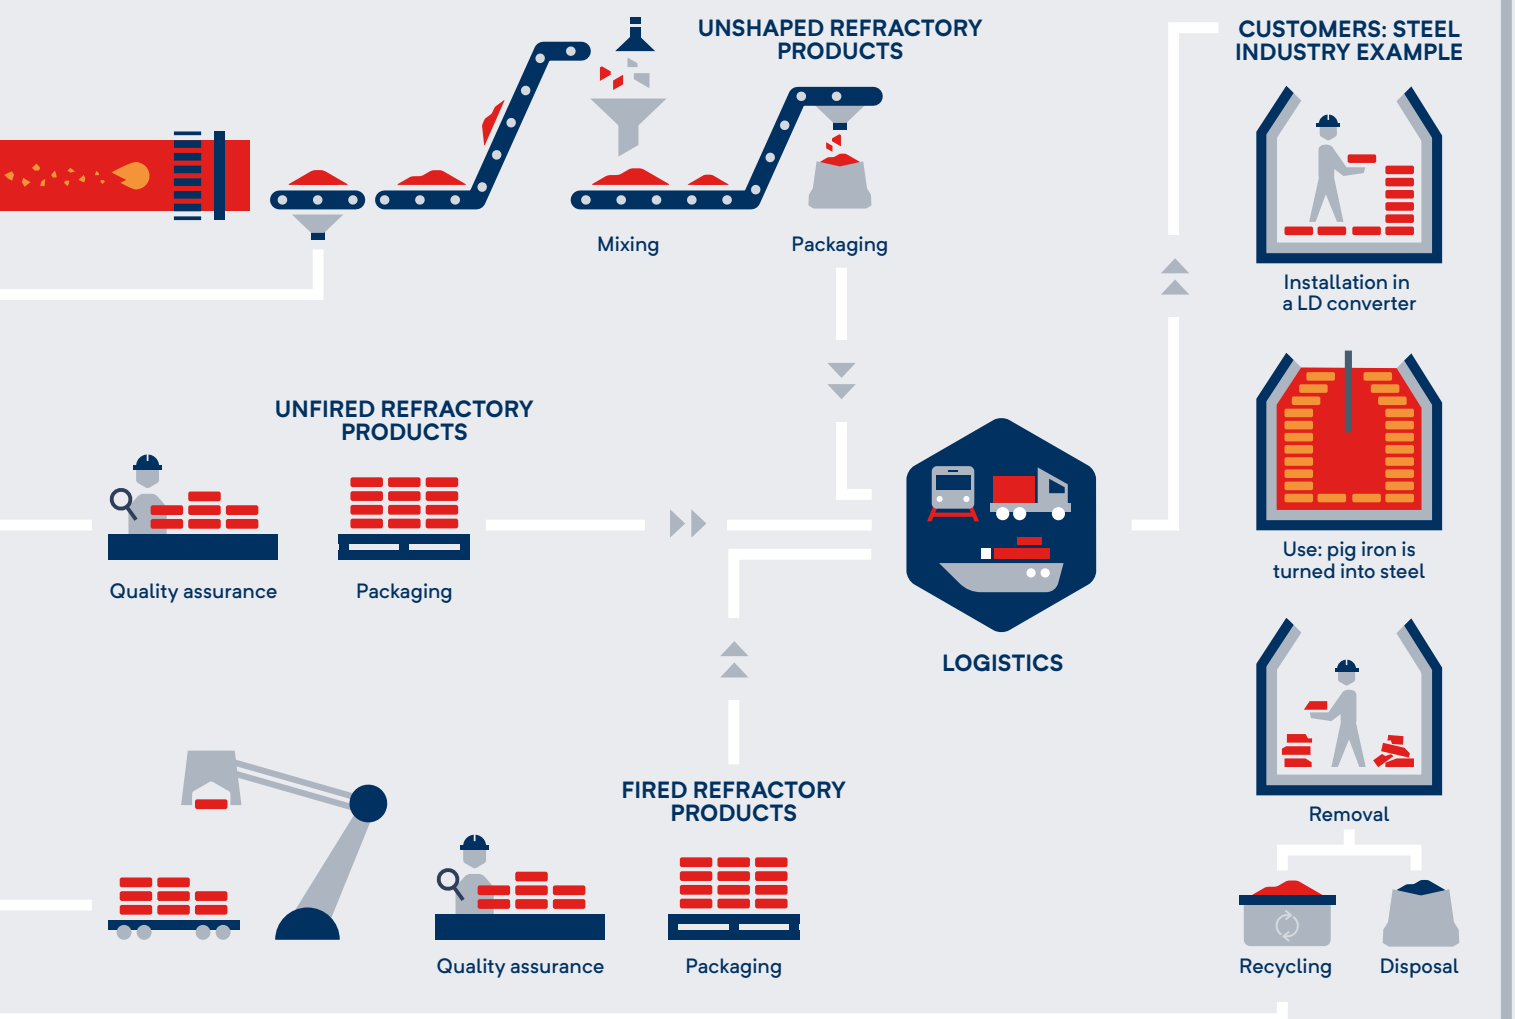 UNSHAPED REFRACTORY
PRODUCTS
Mixing
Packaging
UNFIRED REFRACTORY
PRODUCTS
Quality assurance
Packaging
FIRED REFRACTORY
PRODUCTS
Quality assurance
Packaging
LOGISTICS
CUSTOMERS: STEEL
INDUSTRY EXAMPLE
Installation in
a LD converter
Use: pig iron is
turned into steel
Removal
Recycling
Disposal